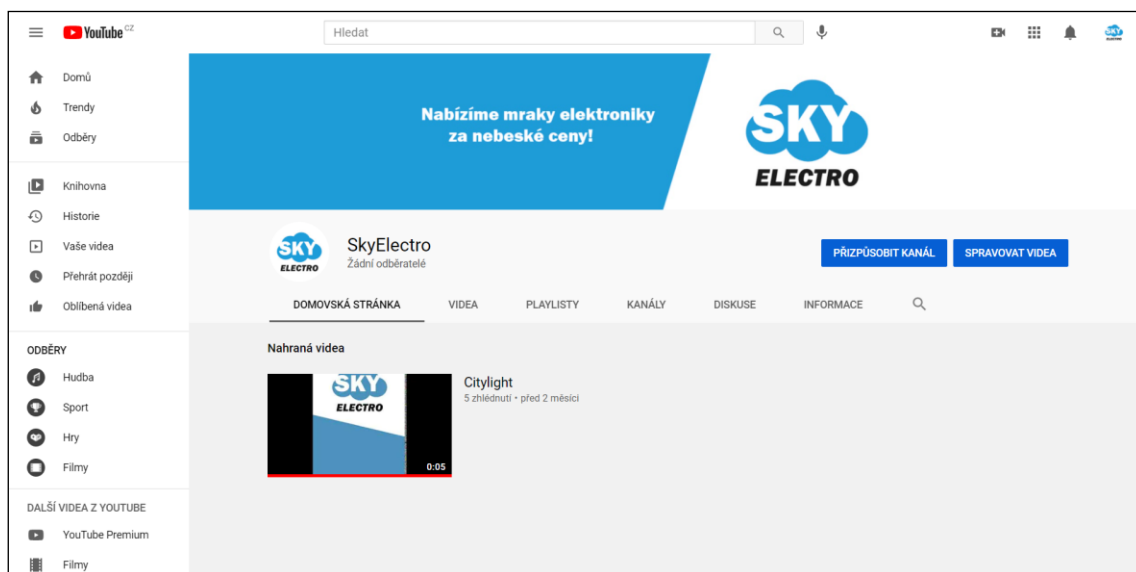 YouTube CZ
Hledat
Domů
Trendy
Odběry
Knihovna
Historie
Vaše videa
Přehrát později
Oblíbená videa
ODBĚRY
Hudba
Sport
Hry
Filmy
DALŠÍ VIDEA Z YOUTUBE
YouTube Premium
Filmy
Nabízíme mraky elektroniky
za nebeské ceny!
SKY
ELECTRO
SKY
ELECTRO
SkyElectro
Žádní odběratelé
PŘIZPŮSOBIT KANÁL
SPRAVOVAT VIDEA
DOMOVSKÁ STRÁNKA VIDEA PLAYLISTY KANÁLY DISKUSE INFORMACE
Nahraná videa
SKY
ELECTRO
0:05
Citylight
5 zhlédnutí • před 2 měsíci
SKY
ELECTRO